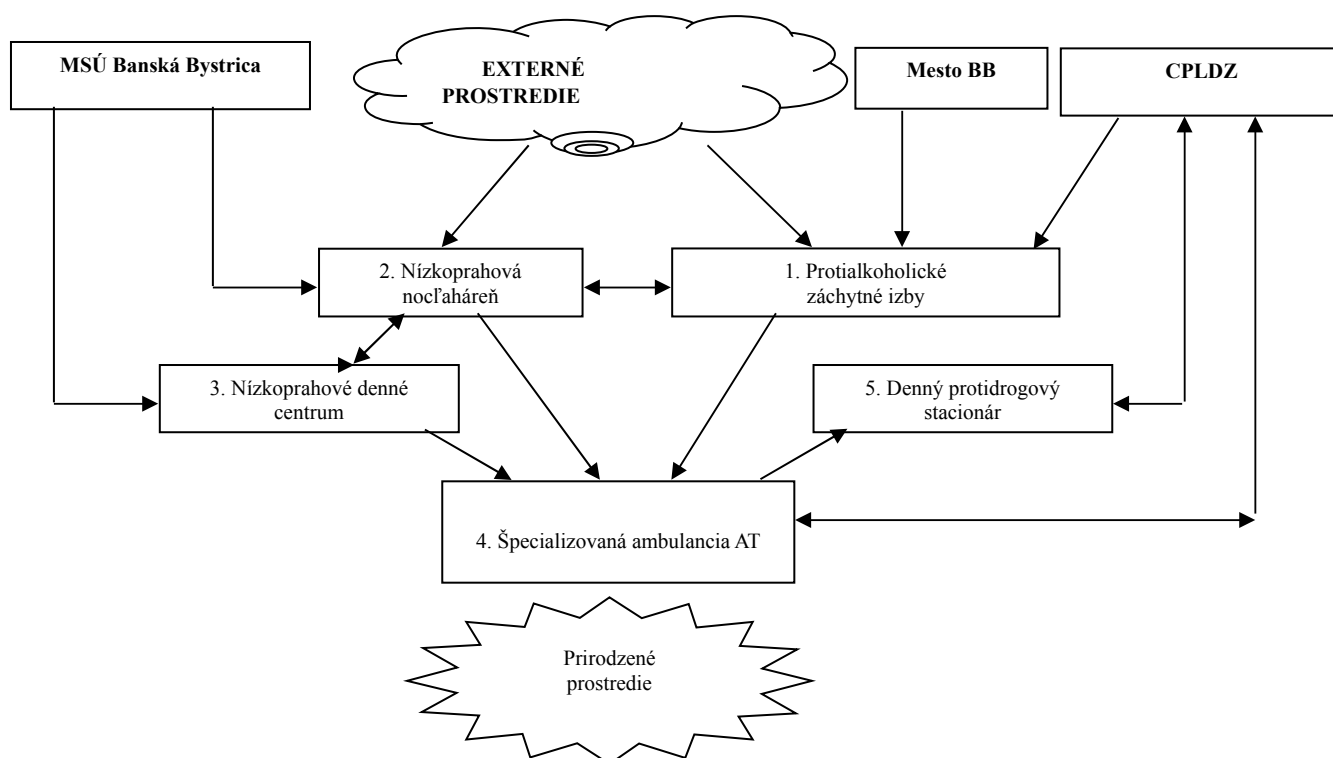 MSÚ Banská Bystrica
EXTERNÉ
PROSTREDIE
Mesto BB
CPLDZ
2. Nízkoprahová
nocľaháreň
1. Protialkoholické
záchytné izby
3. Nízkoprahové denné
centrum
5. Denný protidrogový
stacionár
4. Špecializovaná ambulancia AT
Prirodzené
prostredie